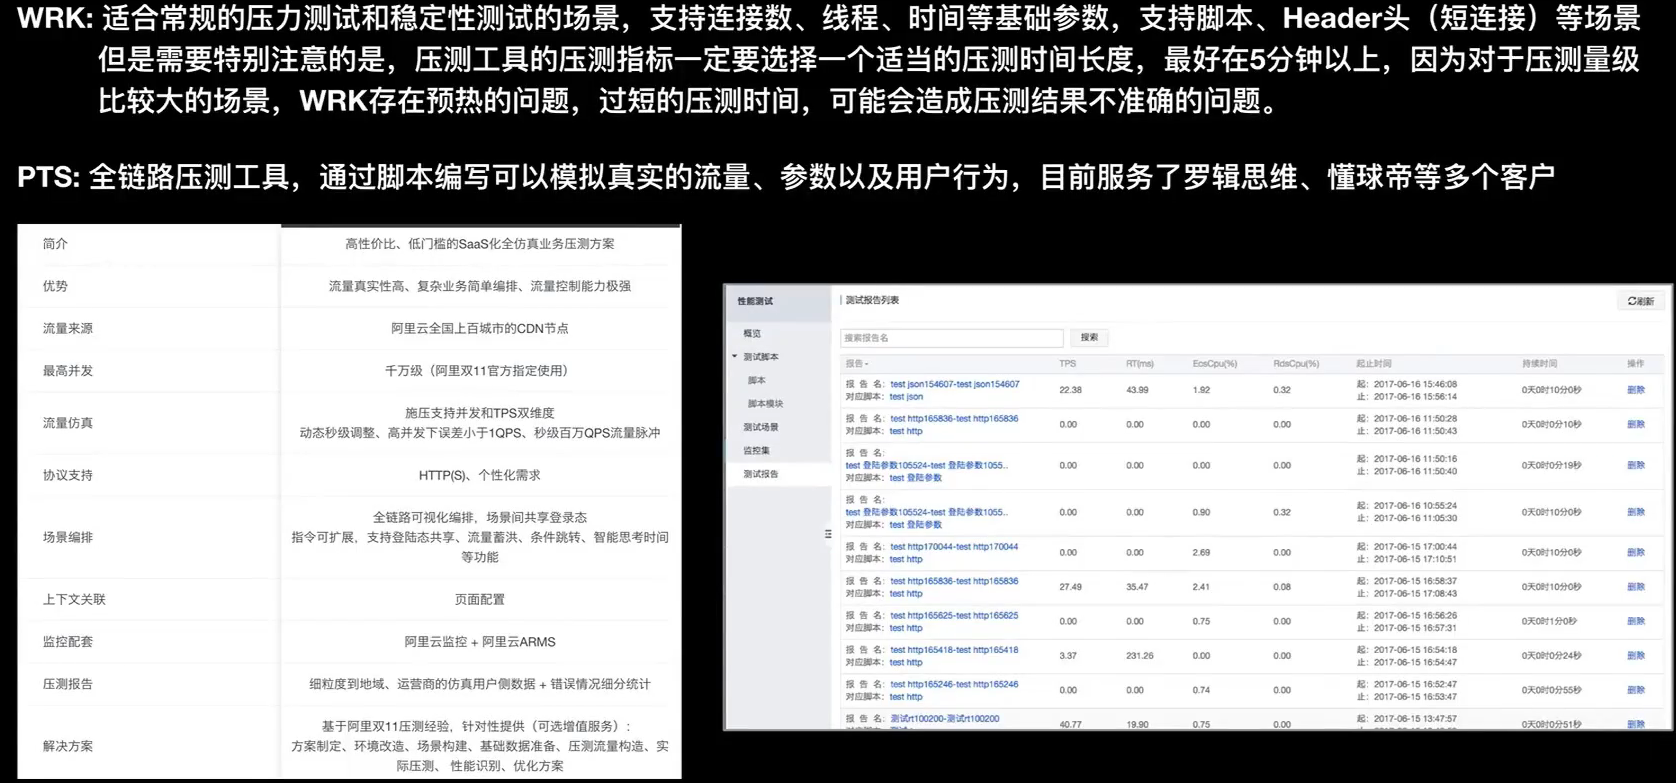 WRK: 适合常规的压力测试和稳定性测试的场景，支持连接数、线程、时间等基础参数，支持脚本、Header头（短连接）等场景
但是需要特别注意的是，压测工具的压测指标一定要选择一个适当的压测时间长度，最好在5分钟以上，因为对于压测量级
比较大的场景，WRK存在预热的问题，过短的压测时间，可能会造成压测结果不准确的问题。
PTS: 全链路压测工具，通过脚本编写可以模拟真实的流量、参数以及用户行为，目前服务了罗辑思维、懂球帝等多个客户
简介 高性价比、低门槛的SaaS化全仿真业务压测方案
优势 流量真实性高、复杂业务简单编排、流量控制能力极强
流量来源 阿里云全国上百城市的CDN节点
最高并发 千万级（阿里双11官方指定使用）
流量仿真 施压支持并发和TPS双维度
动态秒级调整、高并发下误差小于1QPS、秒级百万QPS流量脉冲
协议支持 HTTP(S)、个性化需求
场景编排 全链路可视化编排，场景间共享登录态
指令可扩展，支持登陆态共享、流量蓄洪、条件跳转、智能思考时间
等功能
上下文关联 页面配置
监控配套 阿里云监控 + 阿里云ARMS
压测报告 细粒度到地域、运营商的仿真用户侧数据 + 错误情况细分统计
解决方案 基于阿里双11压测经验，针对性提供（可选增值服务）：
方案制定、环境改造、场景构建、基础数据准备、压测流量构造、实
际压测、 性能识别、优化方案
性能测试
概览
测试脚本
脚本
脚本模块
测试场景
监控集
测试报告
测试报告列表 刷新
搜索报告名 搜索
报告 TPS RT(ms) EcsCpu(%) RdsCpu(%) 起止时间 持续时间 操作
报 告 名: test json154607-test json154607 22.38 43.99 1.92 0.32 起: 2017-06-16 15:46:08 0天0时10分0秒 删除
对应脚本: test json 止: 2017-06-16 15:56:14
报 告 名: test http165836-test http165836 0.00 0.00 0.00 0.00 起: 2017-06-16 11:50:28 0天0时0分10秒 删除
对应脚本: test http 止: 2017-06-16 11:50:43
报 告 名:
test 登陆参数105524-test 登陆参数1055.. 0.00 0.00 0.00 0.00 起: 2017-06-16 11:50:16 0天0时0分19秒 删除
对应脚本: test 登陆参数 止: 2017-06-16 11:50:40
报 告 名:
test 登陆参数105524-test 登陆参数1055.. 0.00 0.00 0.90 0.32 起: 2017-06-16 10:55:24 0天0时10分0秒 删除
对应脚本: test 登陆参数 止: 2017-06-16 11:05:30
报 告 名: test http170044-test http170044 0.00 0.00 2.69 0.00 起: 2017-06-15 17:00:44 0天0时10分0秒 删除
对应脚本: test http 止: 2017-06-15 17:10:51
报 告 名: test http165836-test http165836 27.49 35.47 2.41 0.08 起: 2017-06-15 16:58:37 0天0时10分0秒 删除
对应脚本: test http 止: 2017-06-15 17:08:43
报 告 名: test http165625-test http165625 0.00 0.00 0.75 0.00 起: 2017-06-15 16:56:26 0天0时1分0秒 删除
对应脚本: test http 止: 2017-06-15 16:57:31
报 告 名: test http165418-test http165418 3.37 231.26 0.00 0.00 起: 2017-06-15 16:54:18 0天0时0分24秒 删除
对应脚本: test http 止: 2017-06-15 16:54:47
报 告 名: test http165246-test http165246 0.00 0.00 0.74 0.00 起: 2017-06-15 16:52:47 0天0时0分55秒 删除
对应脚本: test http 止: 2017-06-15 16:53:47
报 告 名: 测试rt100200-测试rt100200 40.77 19.90 0.75 0.00 起: 2017-06-15 13:47:57 0天0时0分51秒 删除